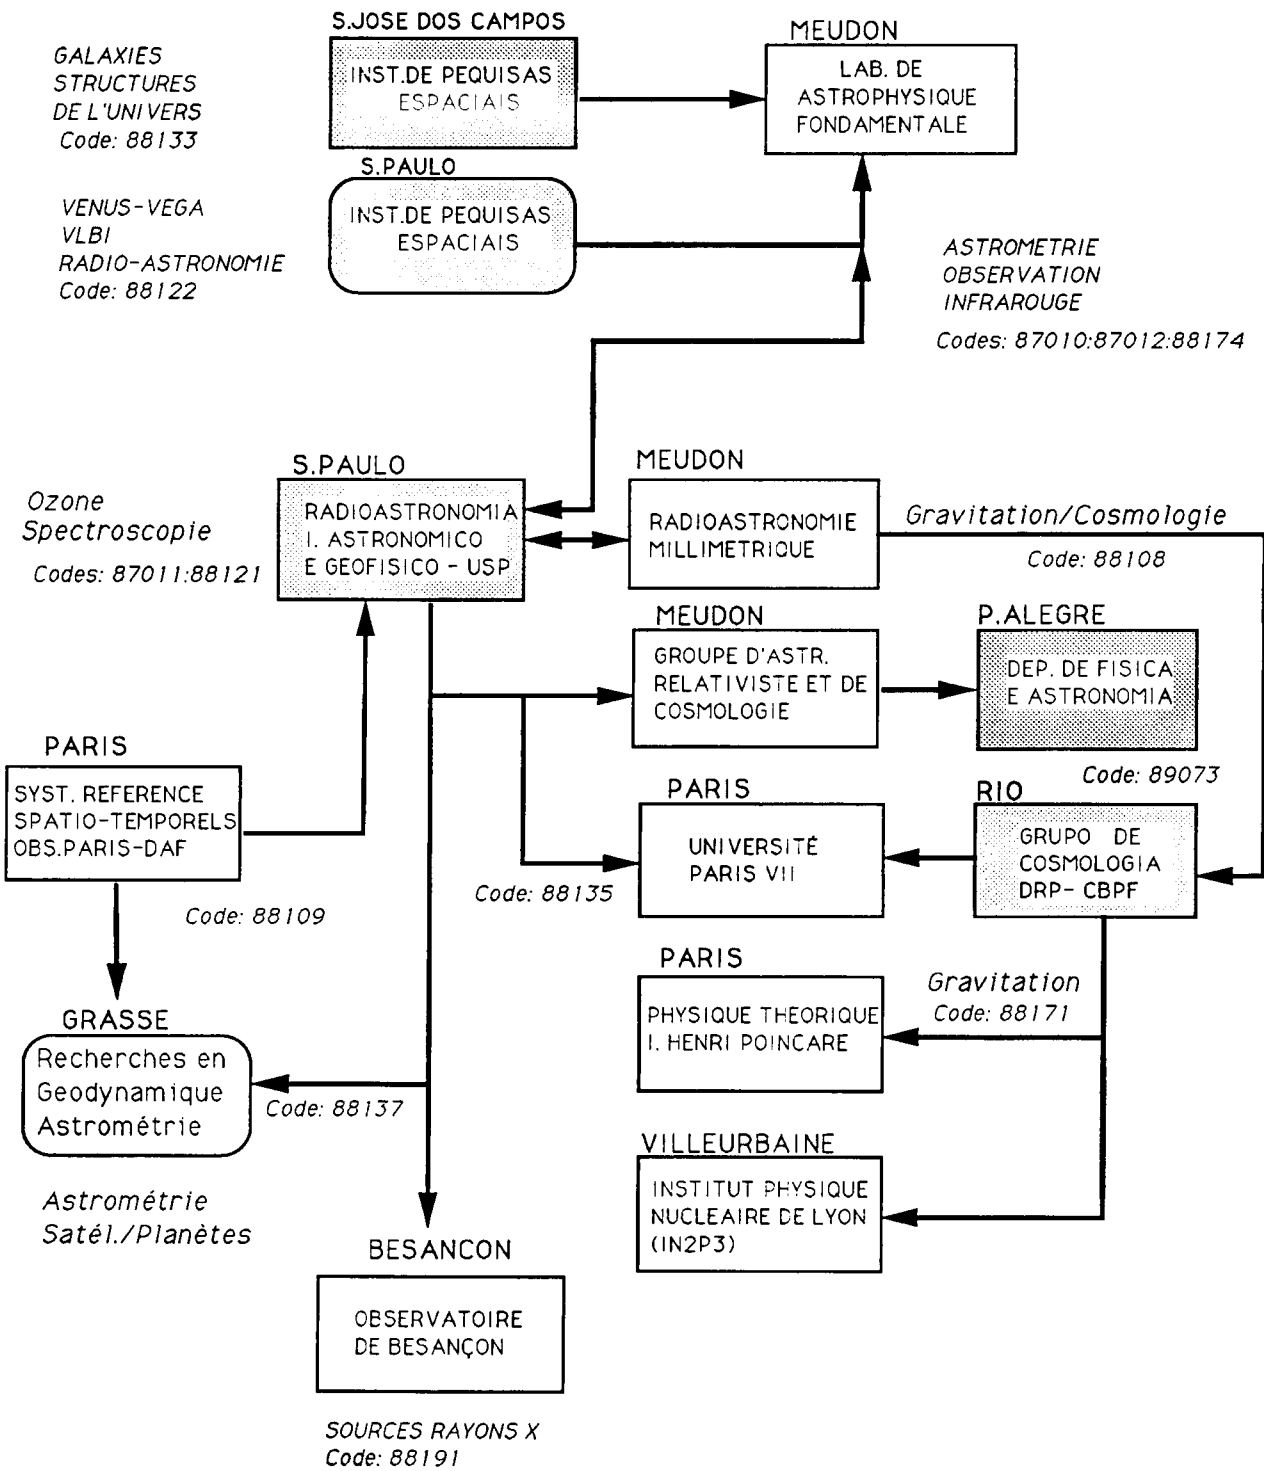 S.JOSE DOS CAMPOS
INST.DE PEQUISAS
ESPACIAIS
MEUDON
LAB. DE
ASTROPHYSIQUE
FONDAMENTALE
GALAXIES
STRUCTURES
DE L'UNIVERS
Code: 88133
S.PAULO
INST.DE PEQUISAS
ESPACIAIS
VENUS-VEGA
VLBI
RADIO-ASTRONOMIE
Code: 88122
ASTROMETRIE
OBSERVATION
INFRAROUGE
Codes: 87010:87012:88174
S.PAULO
RADIOASTRONOMIA
I. ASTRONOMICO
E GEOFISICO - USP
MEUDON
RADIOASTRONOMIE
MILLIMETRIQUE
Ozone
Spectroscopie
Codes: 87011:88121
Gravitation/Cosmologie
Code: 88108
MEUDON
GROUPE D'ASTR.
RELATIVISTE ET DE
COSMOLOGIE
P.ALEGRE
DEP. DE FISICA
E ASTRONOMIA
Code: 89073
PARIS
SYST. REFERENCE
SPATIO-TEMPORELS
OBS.PARIS-DAF
Code: 88109
PARIS
UNIVERSITÉ
PARIS VII
Code: 88135
RIO
GRUPO DE
COSMOLOGIA
DRP- CBPF
PARIS
PHYSIQUE THEORIQUE
I. HENRI POINCARE
Gravitation
Code: 88171
GRASSE
Recherches en
Geodynamique
Astrométrie
Code: 88137
Astrométrie
Satél./Planètes
VILLEURBAINE
INSTITUT PHYSIQUE
NUCLEAIRE DE LYON
(IN2P3)
BESANCON
OBSERVATOIRE
DE BESANÇON
SOURCES RAYONS X
Code: 88191